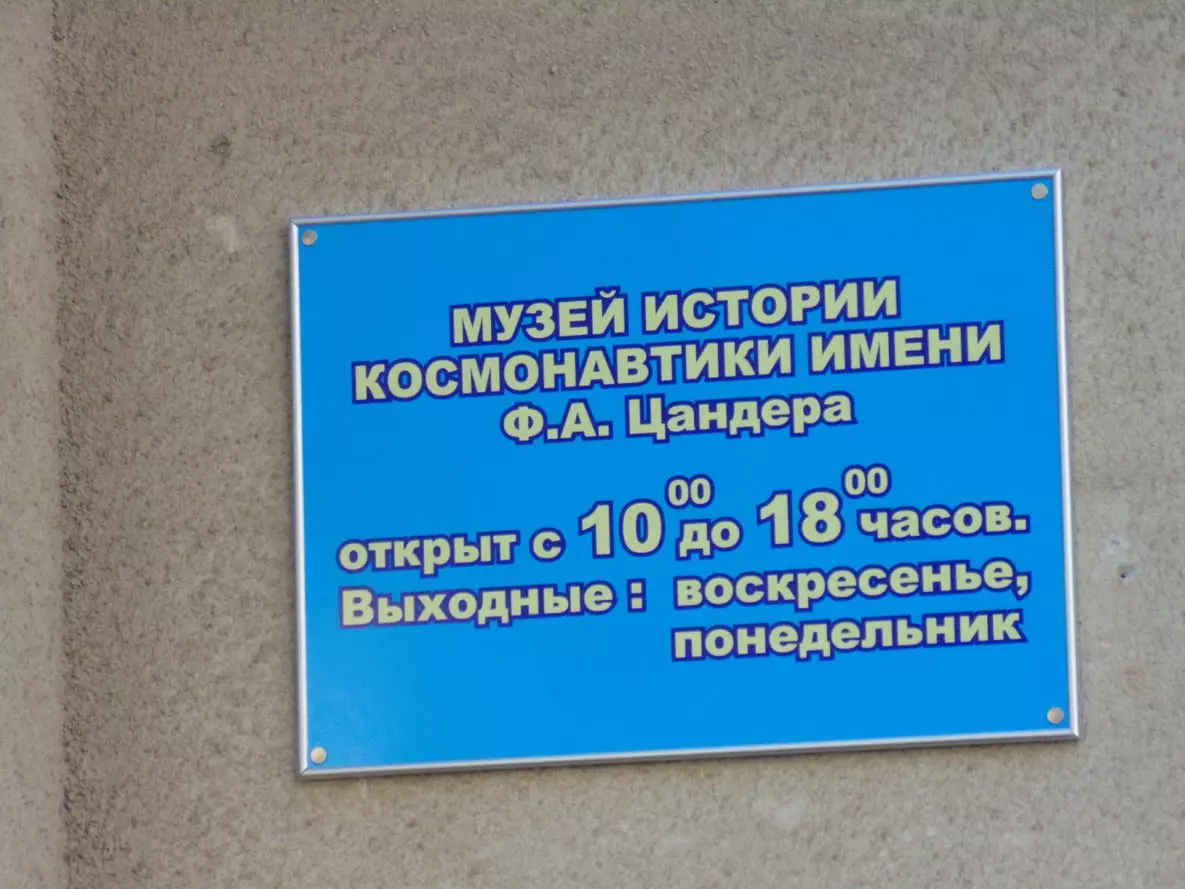 МУЗЕЙ ИСТОРИИ
КОСМОНАВТИКИ ИМЕНИ
Ф.А. Цандера
открыт с 10⁰⁰ до 18⁰⁰ часов.
Выходные : воскресенье,
понедельник